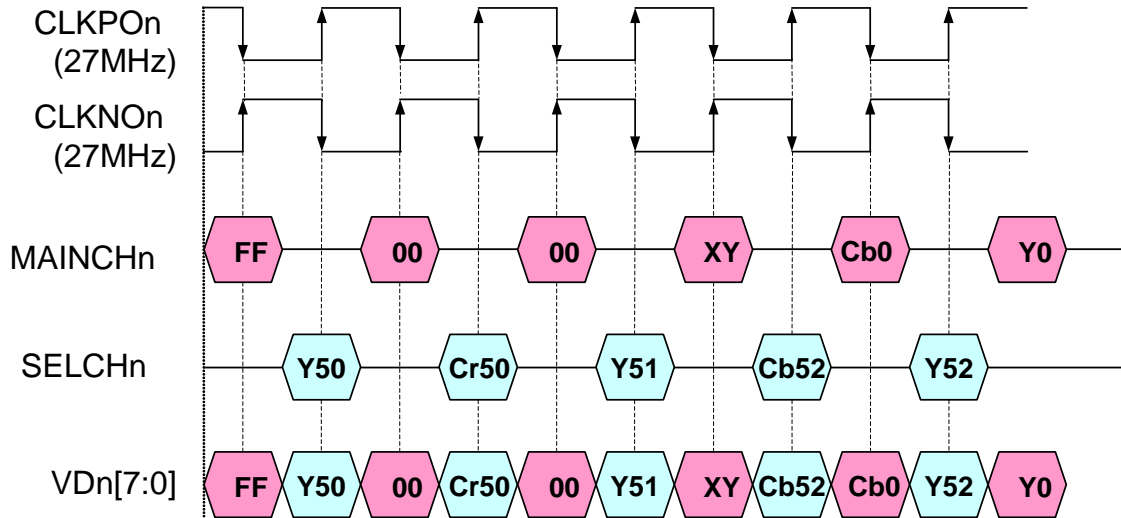 CLKPOn
(27MHz)
CLKNOn
(27MHz)
MAINCHn
FF 00 00 XY Cb0 Y0
SELCHn
Y50 Cr50 Y51 Cb52 Y52
VDn[7:0]
FF Y50 00 Cr50 00 Y51 XY Cb52 Cb0 Y52 Y0